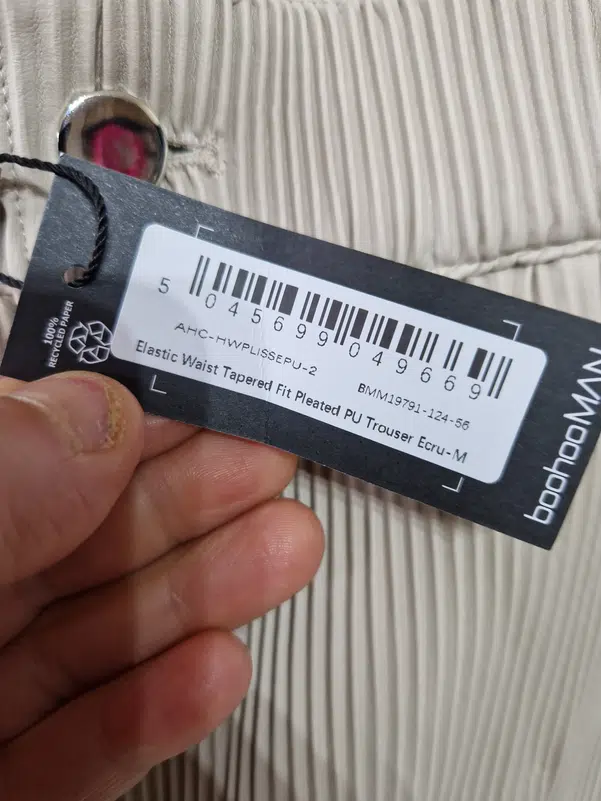 5 045699 049669
AHC-HWPLISSEPU-2
BMM19791-124-56
Elastic Waist Tapered Fit Pleated PU Trouser Ecru-M
100%
RECYCLED PAPER
boohooMAN